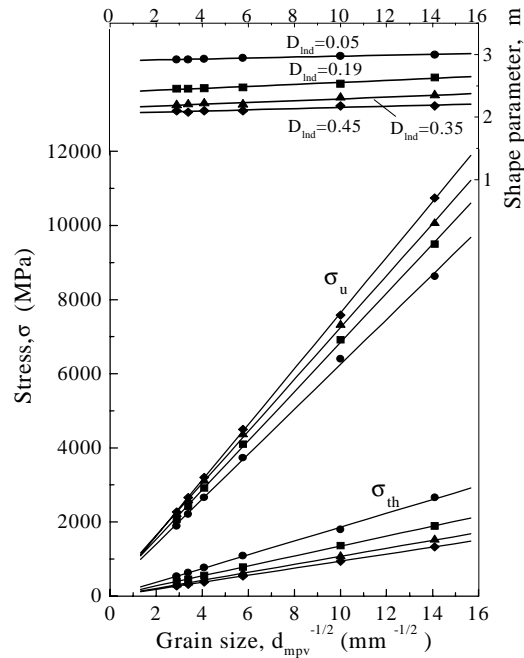 0 2 4 6 8 10 12 14 16
D_lnd=0.05
D_lnd=0.19
D_lnd=0.45
D_lnd=0.35
3
2
1
Shape parameter, m
12000
10000
8000
6000
4000
2000
0
Stress,σ (MPa)
σ_u
σ_th
0 2 4 6 8 10 12 14 16
Grain size, d_mpv^-1/2 (mm^-1/2)